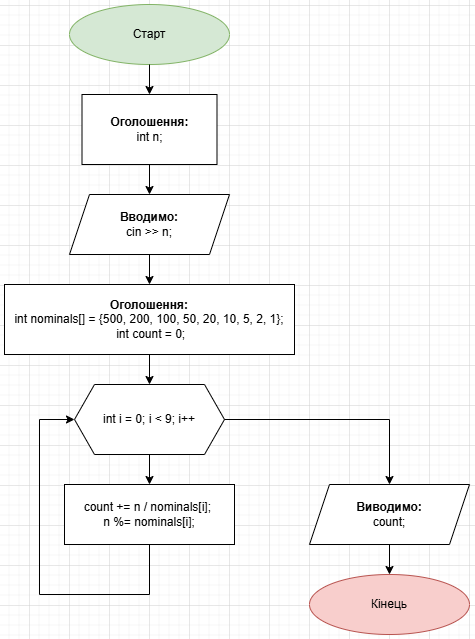 Старт
Оголошення:
int n;
Вводимо:
cin >> n;
Оголошення:
int nominals[] = {500, 200, 100, 50, 20, 10, 5, 2, 1};
int count = 0;
int i = 0; i < 9; i++
count += n / nominals[i];
n %= nominals[i];
Виводимо:
count;
Кінець